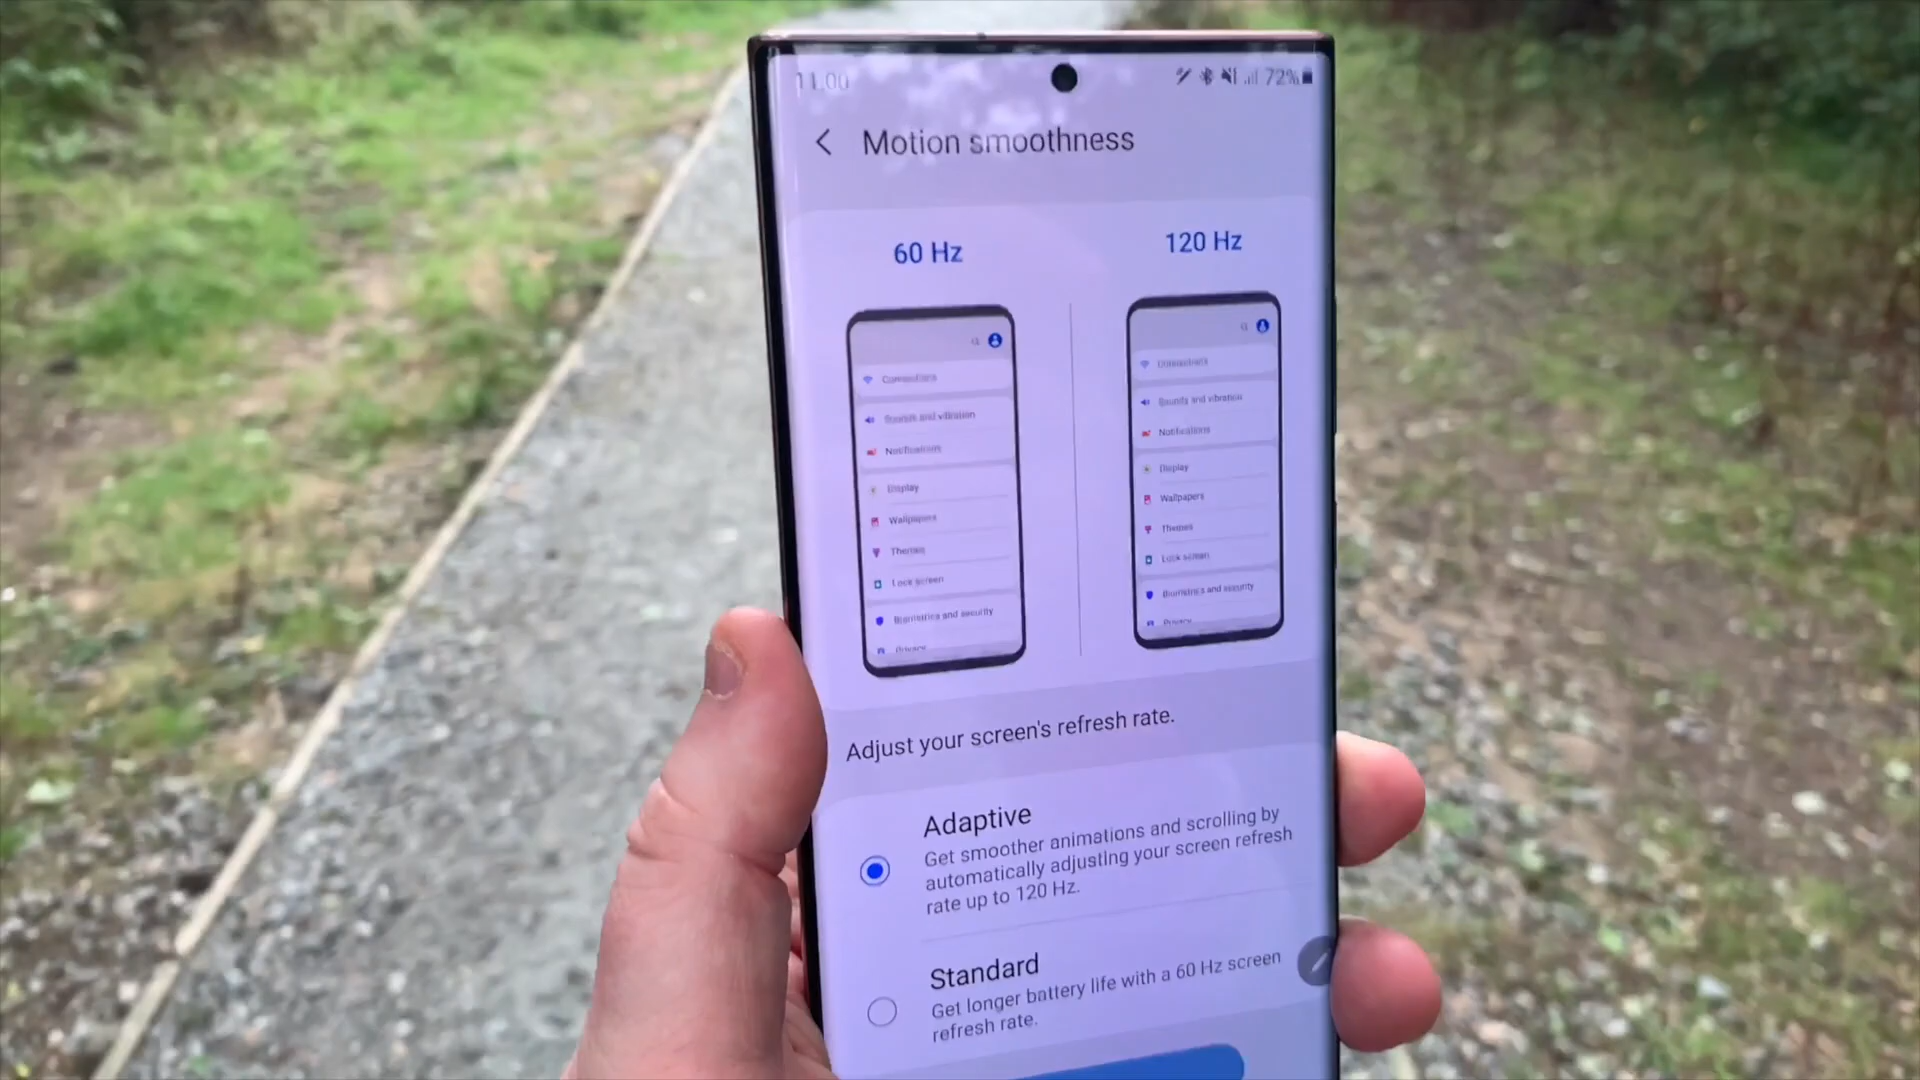 11:00
72%
Motion smoothness
60 Hz
120 Hz
Connections
Sounds and vibration
Notifications
Display
Wallpapers
Themes
Lock screen
Biometrics and security
Privacy
Connections
Sounds and vibration
Notifications
Display
Wallpapers
Themes
Lock screen
Biometrics and security
Privacy
Adjust your screen's refresh rate.
Adaptive
Get smoother animations and scrolling by
automatically adjusting your screen refresh
rate up to 120 Hz.
Standard
Get longer battery life with a 60 Hz screen
refresh rate.